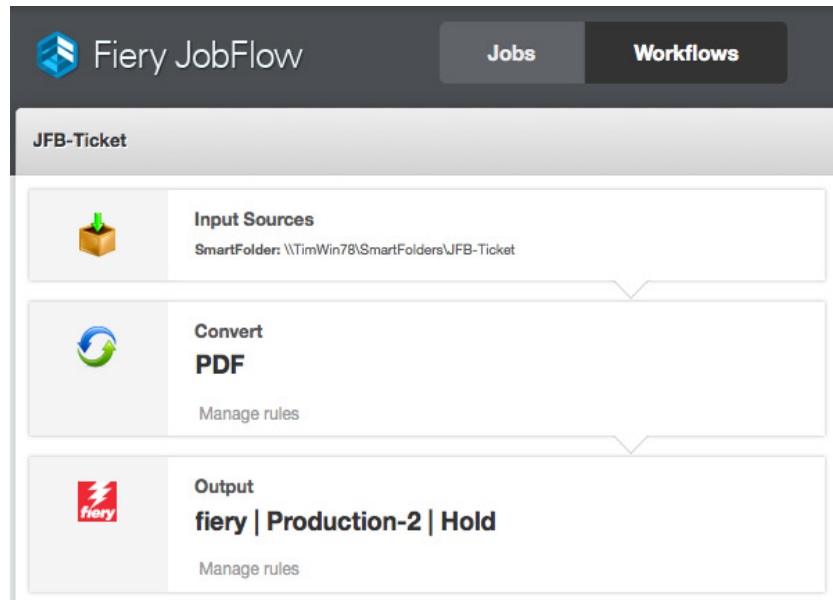 Fiery JobFlow
Jobs
Workflows
JFB-Ticket
Input Sources
SmartFolder: \\TimWin78\SmartFolders\JFB-Ticket
Convert
PDF
Manage rules
fiery
Output
fiery | Production-2 | Hold
Manage rules